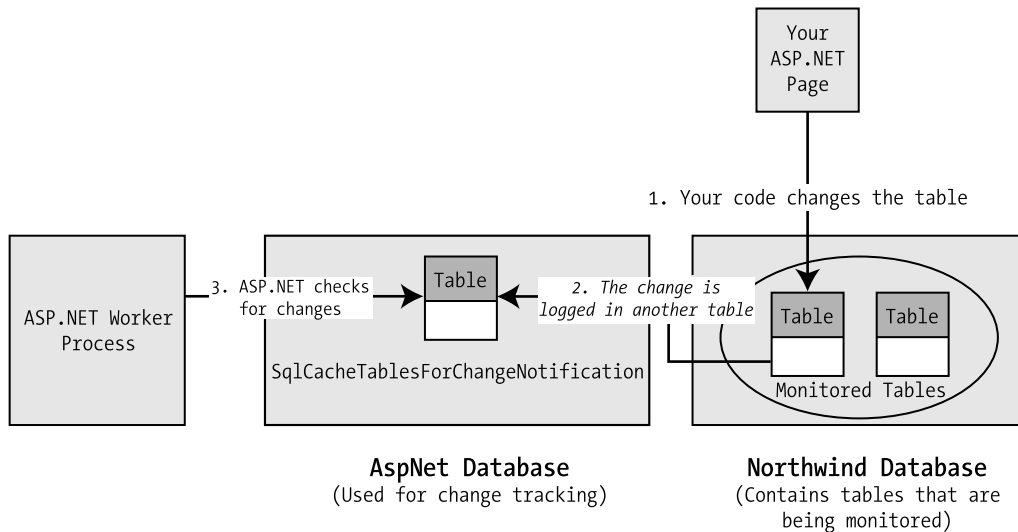 Your
ASP.NET
Page
1. Your code changes the table
ASP.NET Worker
Process
3. ASP.NET checks
for changes
Table
SqlCacheTablesForChangeNotification
2. The change is
logged in another table
Table
Table
Monitored Tables
AspNet Database
(Used for change tracking)
Northwind Database
(Contains tables that are
being monitored)